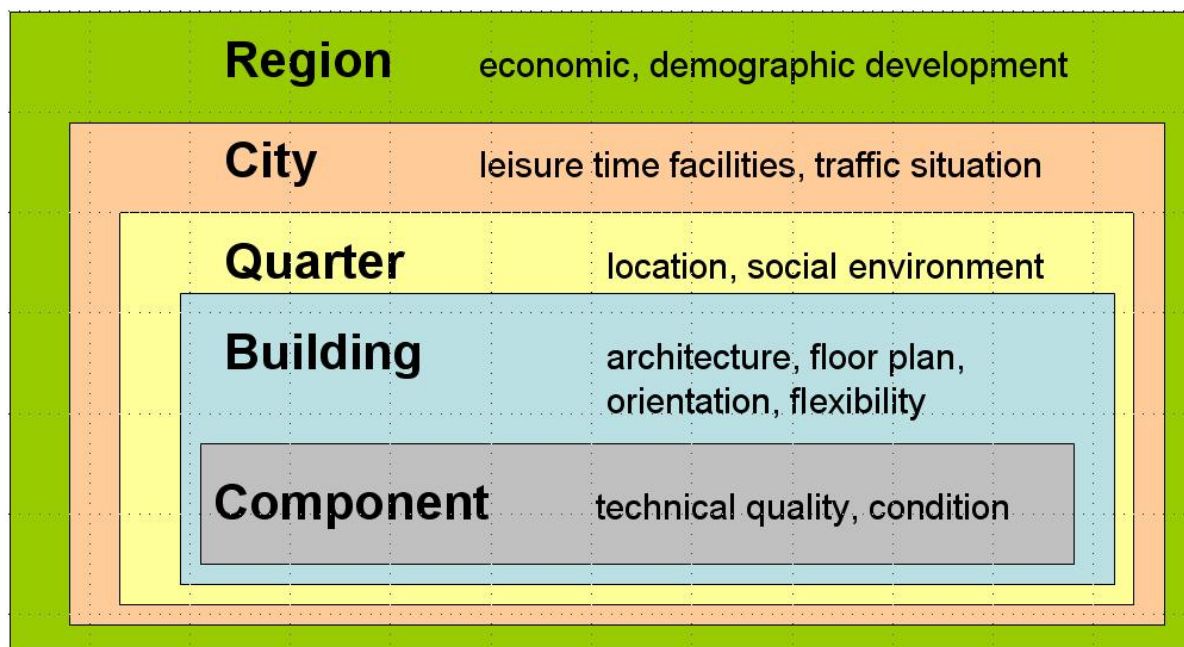 Region economic, demographic development
City leisure time facilities, traffic situation
Quarter location, social environment
Building architecture, floor plan,
orientation, flexibility
Component technical quality, condition